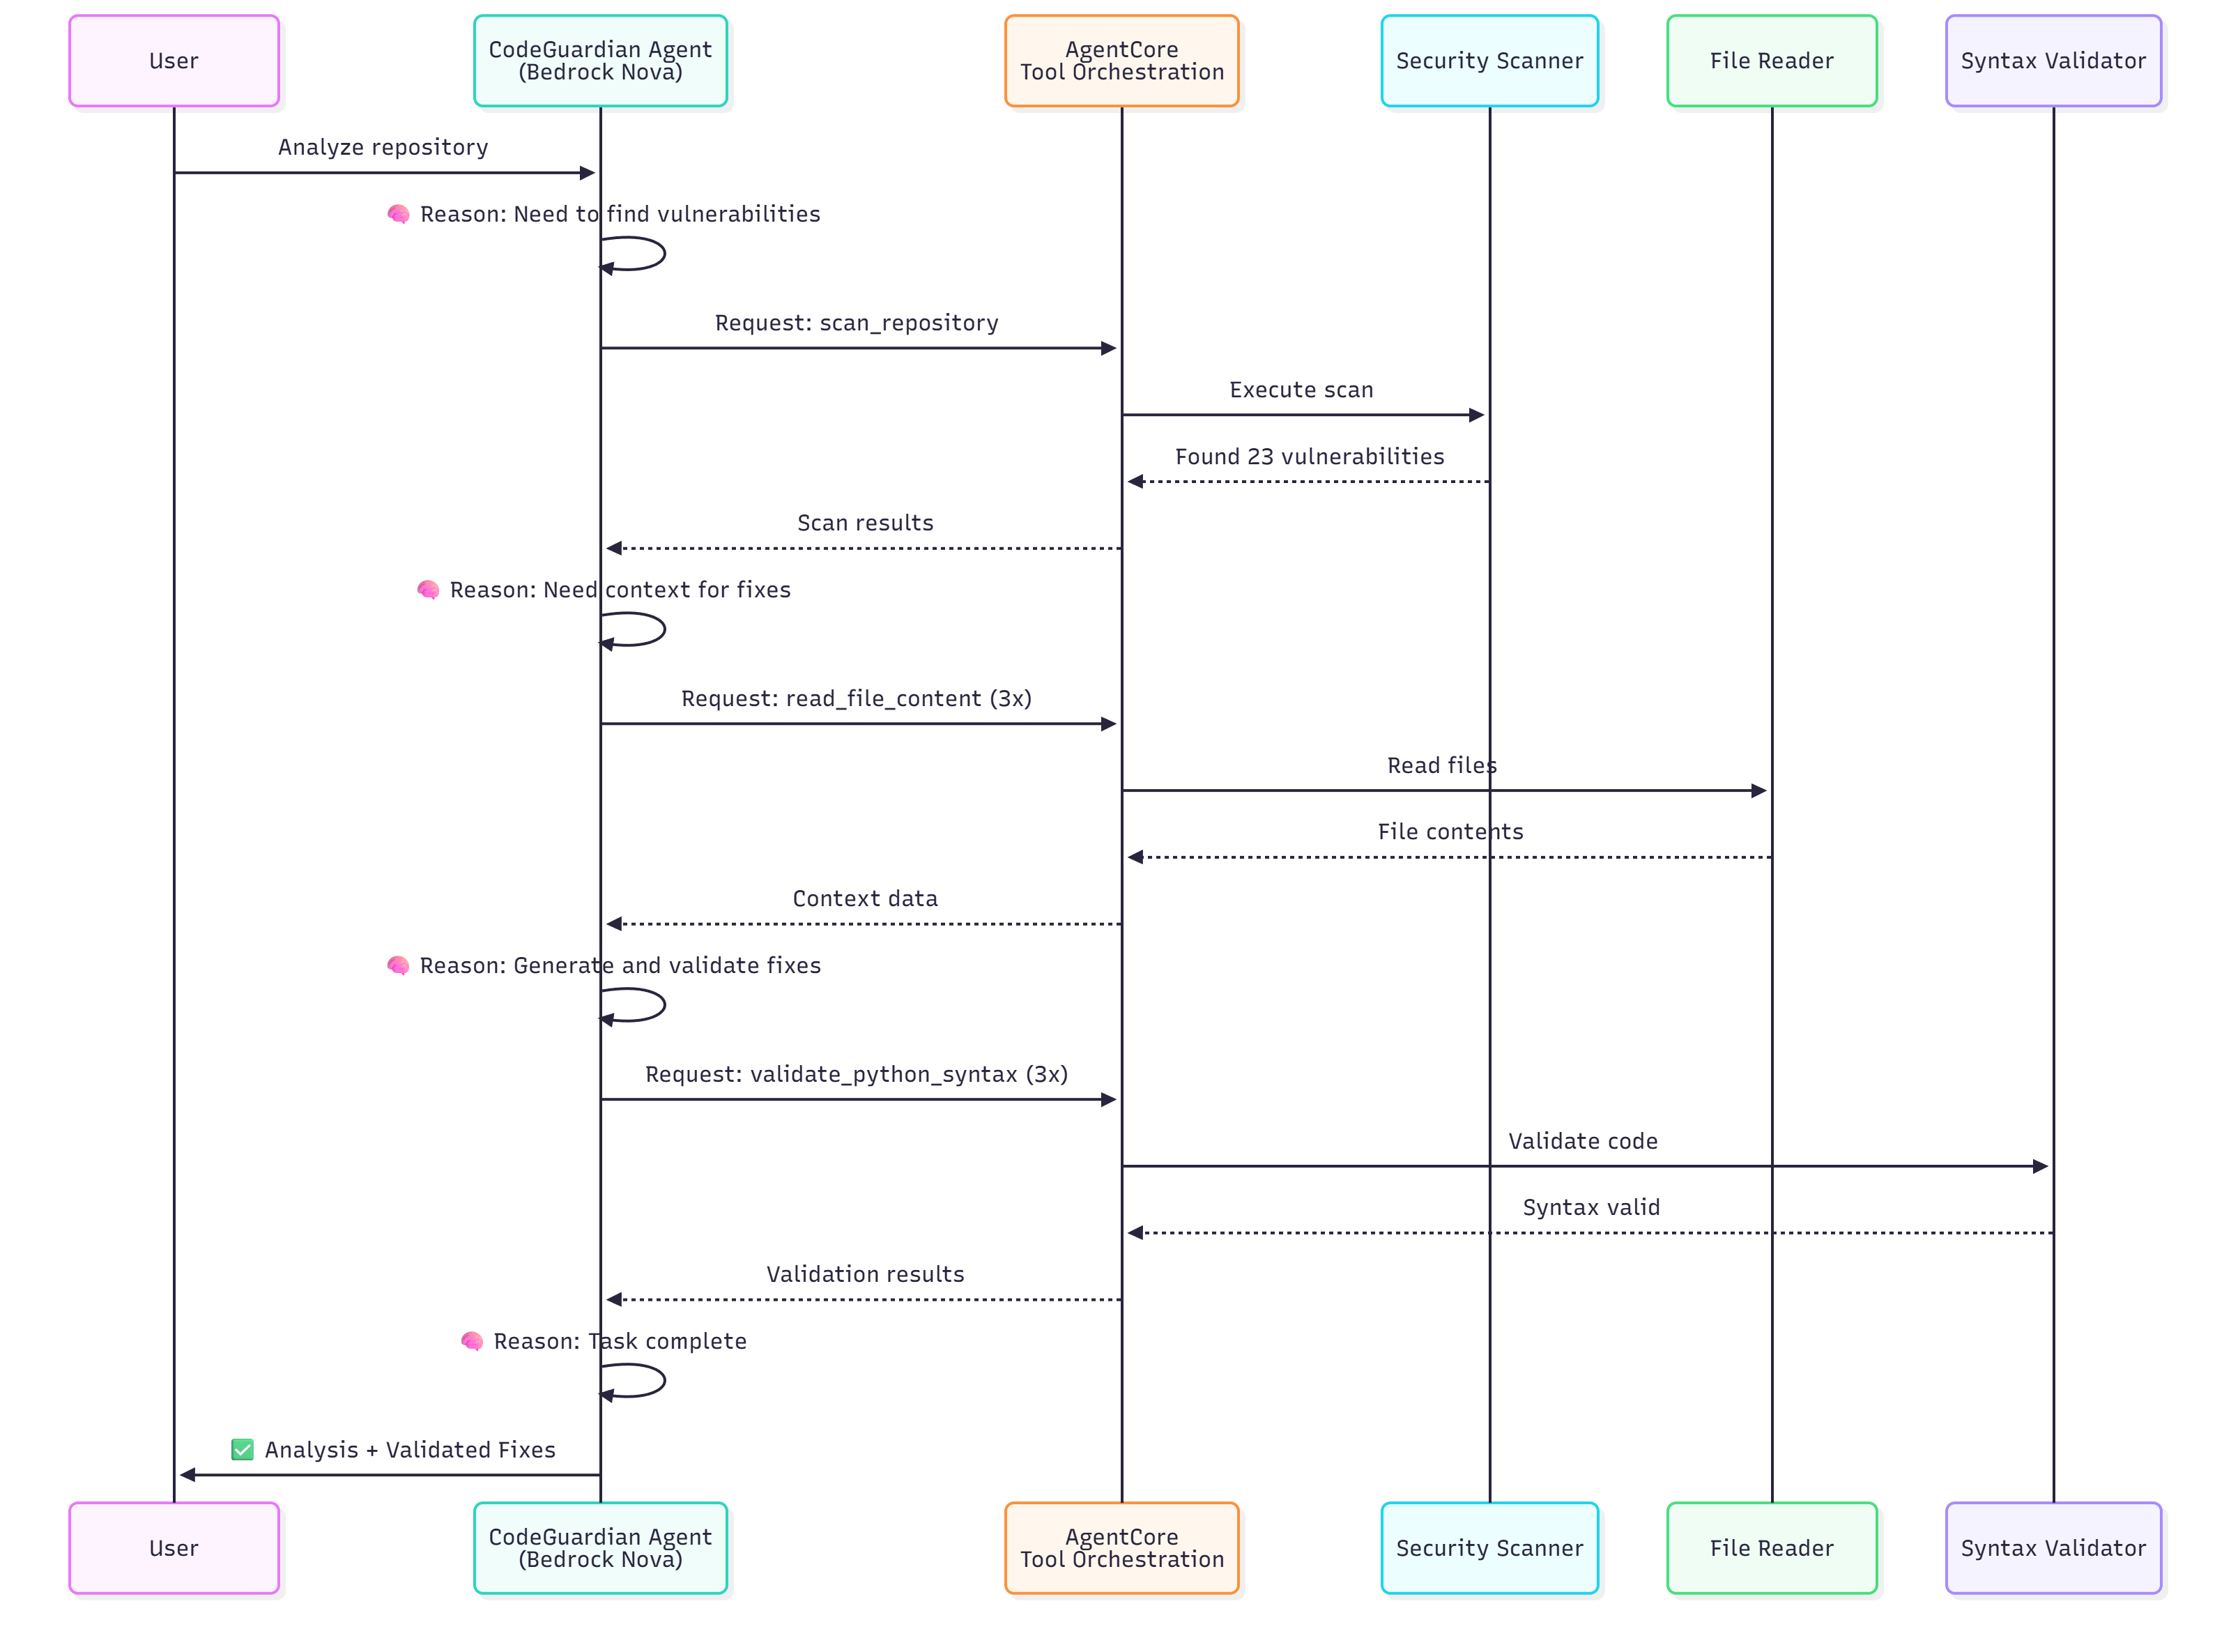 User
CodeGuardian Agent
(Bedrock Nova)
AgentCore
Tool Orchestration
Security Scanner
File Reader
Syntax Validator
Analyze repository
🧠 Reason: Need to find vulnerabilities
Request: scan_repository
Execute scan
Found 23 vulnerabilities
Scan results
🧠 Reason: Need context for fixes
Request: read_file_content (3x)
Read files
File contents
Context data
🧠 Reason: Generate and validate fixes
Request: validate_python_syntax (3x)
Validate code
Syntax valid
Validation results
🧠 Reason: Task complete
✅ Analysis + Validated Fixes
User
CodeGuardian Agent
(Bedrock Nova)
AgentCore
Tool Orchestration
Security Scanner
File Reader
Syntax Validator